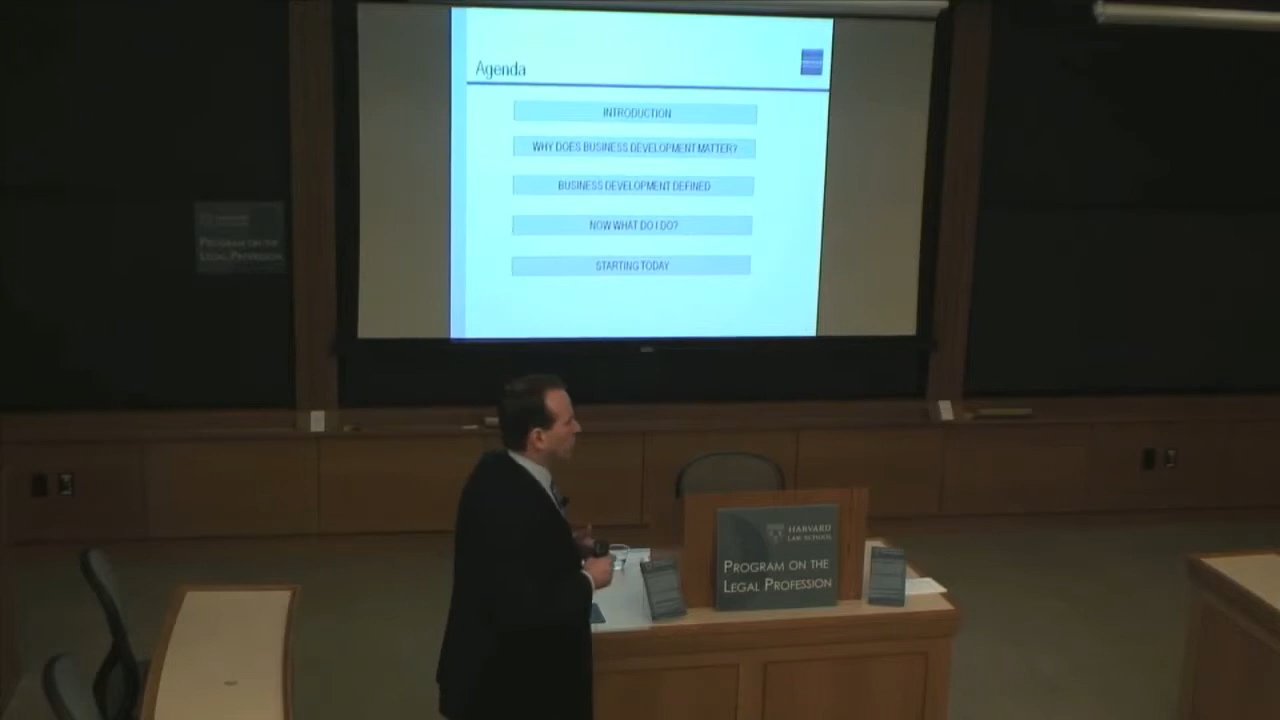 Agenda
INTRODUCTION
WHY DOES BUSINESS DEVELOPMENT MATTER?
BUSINESS DEVELOPMENT DEFINED
NOW WHAT DO I DO?
STARTING TODAY
PROGRAM ON THE
LEGAL PROFESSION
HARVARD
LAW SCHOOL
PROGRAM ON THE
LEGAL PROFESSION